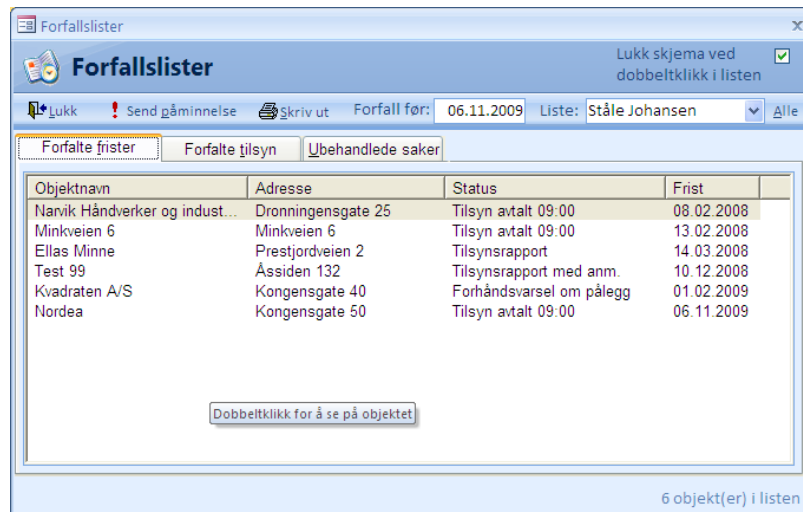 Forfallslister x
Forfallslister Lukk skjema ved dobbeltklikk i listen
Lukk ! Send påminnelse Skriv ut Forfall før: 06.11.2009 Liste: Ståle Johansen Alle
Forfalte frister Forfalte tilsyn Ubehandlede saker
Objektnavn Adresse Status Frist
Narvik Håndverker og indust... Dronningensgate 25 Tilsyn avtalt 09:00 08.02.2008
Minkveien 6 Minkveien 6 Tilsyn avtalt 09:00 13.02.2008
Ellas Minne Prestjordveien 2 Tilsynsrapport 14.03.2008
Test 99 Åssiden 132 Tilsynsrapport med anm. 10.12.2008
Kvadraten A/S Kongensgate 40 Forhåndsvarsel om pålegg 01.02.2009
Nordea Kongensgate 50 Tilsyn avtalt 09:00 06.11.2009
Dobbeltklikk for å se på objektet
6 objekt(er) i listen